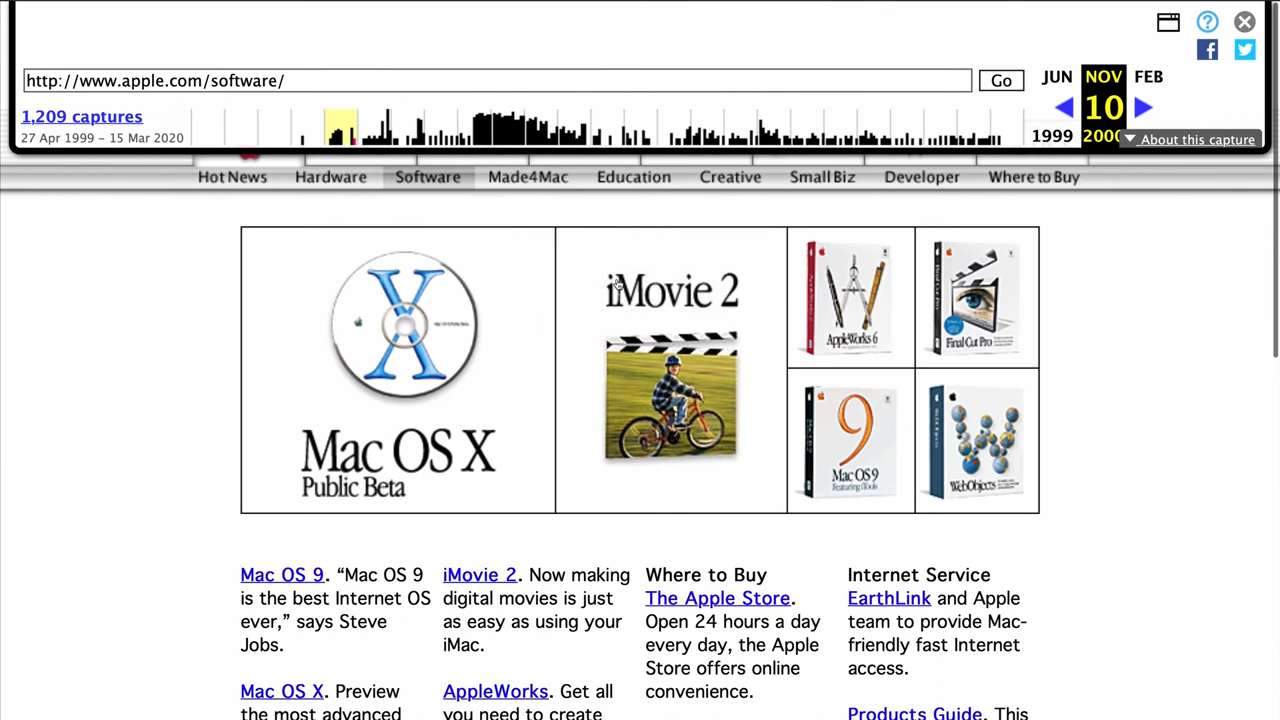 http://www.apple.com/software/
Go
JUN NOV FEB
1,209 captures
10
27 Apr 1999 – 15 Mar 2020
1999 2000
About this capture
Hot News Hardware Software Made4Mac Education Creative Small Biz Developer Where to Buy
iMovie 2
AppleWorks 6
Final Cut Pro
Mac OS X
Public Beta
Mac OS 9
Featuring iTools
WebObjects
Mac OS 9. “Mac OS 9
is the best Internet OS
ever,” says Steve
Jobs.
Mac OS X. Preview
the most advanced
iMovie 2. Now making
digital movies is just
as easy as using your
iMac.
AppleWorks. Get all
you need to create
Where to Buy
The Apple Store.
Open 24 hours a day
every day, the Apple
Store offers online
convenience.
Internet Service
EarthLink and Apple
team to provide Mac-
friendly fast Internet
access.
Products Guide. This